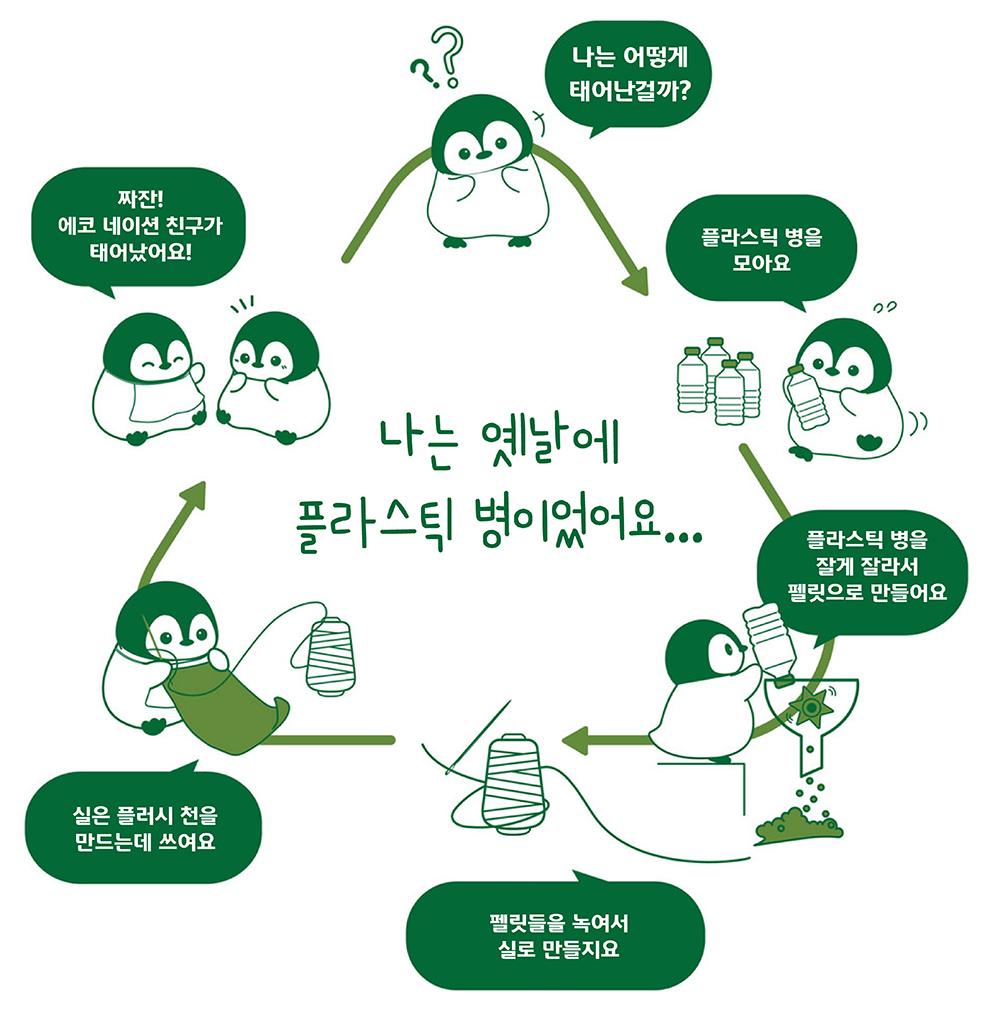 나는 어떻게
태어난걸까?
플라스틱 병을
모아요
플라스틱 병을
잘게 잘라서
펠릿으로 만들어요
펠릿들을 녹여서
실로 만들지요
실은 플러시 천을
만드는데 쓰여요
짜잔!
에코 네이션 친구가
태어났어요!
나는 옛날에
플라스틱 병이었어요...